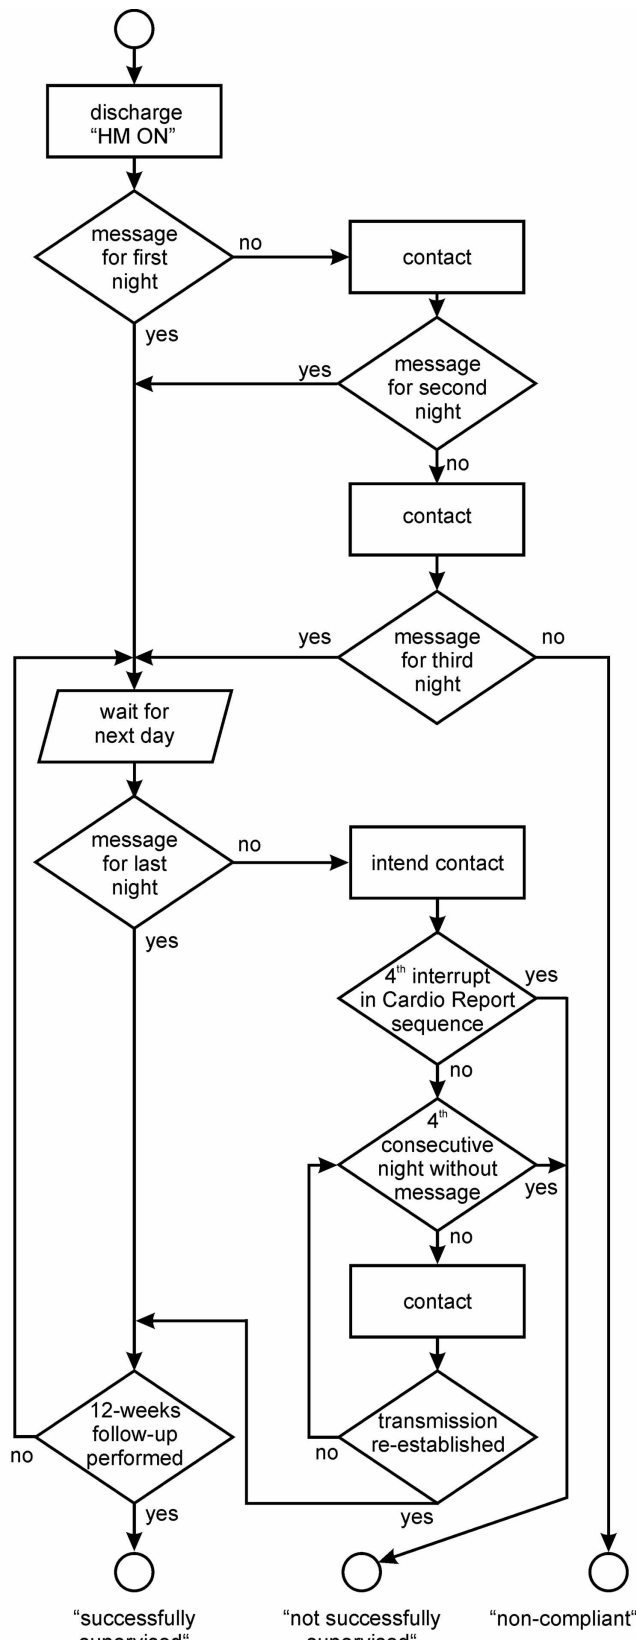 discharge
“HM ON”
message
for first
night
no
contact
yes
yes
message
for second
night
no
contact
yes
message
for third
night
no
wait for
next day
message
for last
night
no
intend contact
yes
4th interrupt
in Cardio Report
sequence
yes
no
4th
consecutive
night without
message
yes
no
contact
12-weeks
follow-up
performed
no
transmission
re-established
no
yes
yes
“successfully
supervised“
“not successfully
supervised“
“non-compliant“